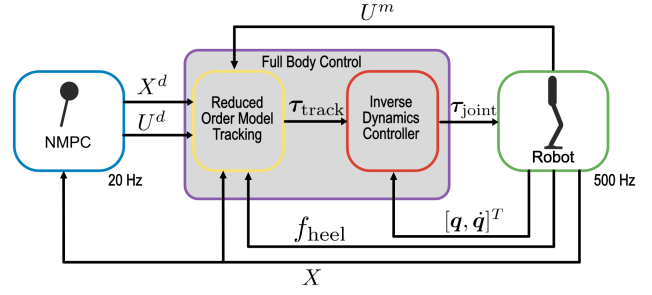 U^m
Full Body Control
X^d
U^d
NMPC
20 Hz
Reduced
Order Model
Tracking
τ_track
Inverse
Dynamics
Controller
τ_joint
Robot
500 Hz
[q, q̇]^T
f_heel
X